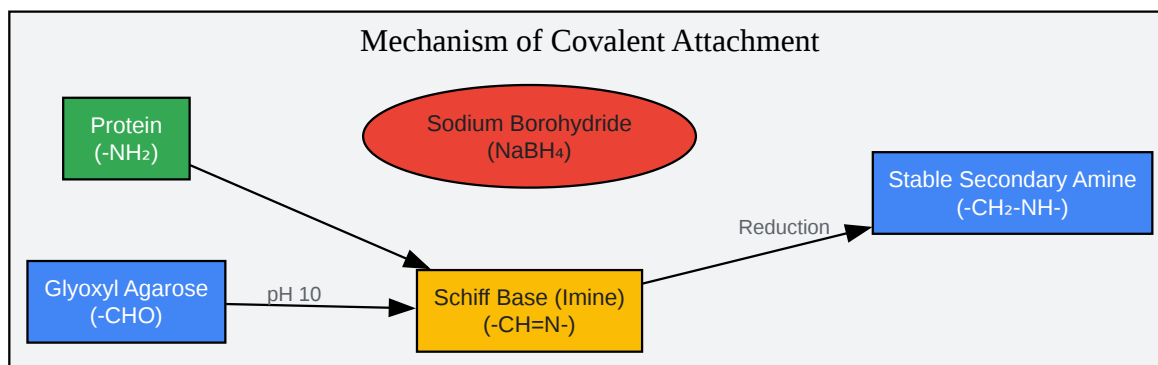 Mechanism of Covalent Attachment
Protein
(-NH₂)
Sodium Borohydride
(NaBH₄)
Stable Secondary Amine
(-CH₂-NH-)
Reduction
Glyoxyl Agarose
(-CHO)
pH 10
Schiff Base (Imine)
(-CH=N-)